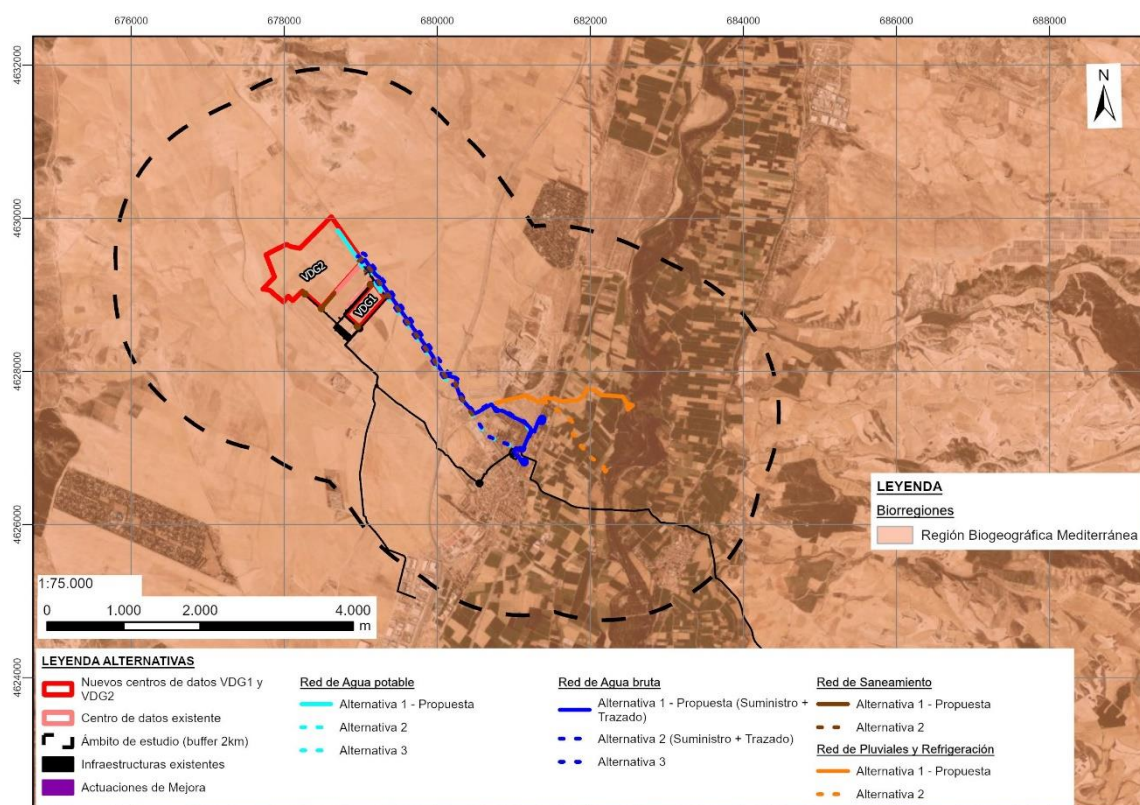 676000 678000 680000 682000 684000 686000 688000
4632000
N
4630000
VDG2
VDG1
4628000
LEYENDA
Biorregiones
Región Biogeográfica Mediterránea
4626000
1:75.000
0 1.000 2.000 4.000
m
4624000
LEYENDA ALTERNATIVAS
Nuevos centros de datos VDG1 y
VDG2
Centro de datos existente
Ámbito de estudio (buffer 2km)
Infraestructuras existentes
Actuaciones de Mejora
Red de Agua potable
Alternativa 1 - Propuesta
Alternativa 2
Alternativa 3
Red de Agua bruta
Alternativa 1 - Propuesta (Suministro +
Trazado)
Alternativa 2 (Suministro + Trazado)
Alternativa 3
Red de Saneamiento
Alternativa 1 - Propuesta
Alternativa 2
Red de Pluviales y Refrigeración
Alternativa 1 - Propuesta
Alternativa 2